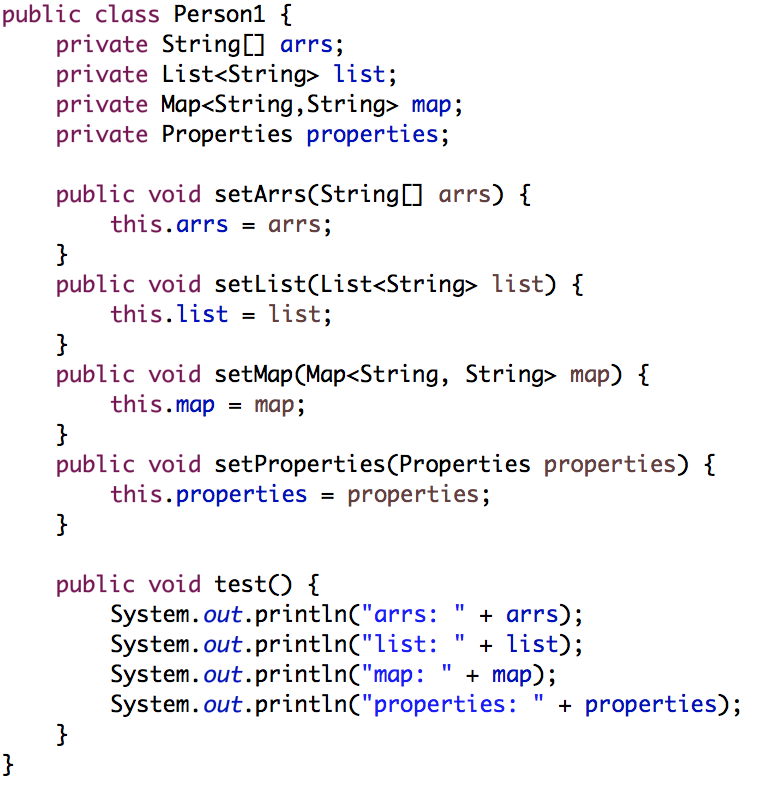 public class Person1 {
    private String[] arrs;
    private List<String> list;
    private Map<String,String> map;
    private Properties properties;

    public void setArrs(String[] arrs) {
        this.arrs = arrs;
    }
    public void setList(List<String> list) {
        this.list = list;
    }
    public void setMap(Map<String, String> map) {
        this.map = map;
    }
    public void setProperties(Properties properties) {
        this.properties = properties;
    }

    public void test() {
        System.out.println("arrs: " + arrs);
        System.out.println("list: " + list);
        System.out.println("map: " + map);
        System.out.println("properties: " + properties);
    }
}